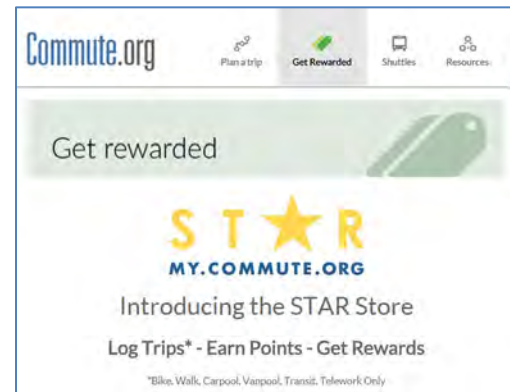 Commute.org
Plan a trip
Get Rewarded
Shuttles
Resources
Get rewarded
STAR
MY.COMMUTE.ORG
Introducing the STAR Store
Log Trips* - Earn Points - Get Rewards
*Bike, Walk, Carpool, Vanpool, Transit, Telework Only